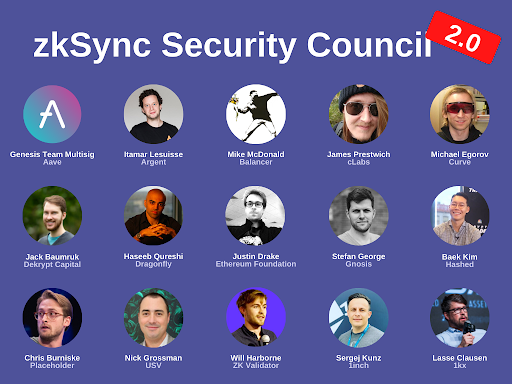 zkSync Security Council
2.0
Genesis Team Multisig
Aave
Itamar Lesuisse
Argent
Mike McDonald
Balancer
James Prestwich
cLabs
Michael Egorov
Curve
Jack Baumruk
Dekrypt Capital
Haseeb Qureshi
Dragonfly
Justin Drake
Ethereum Foundation
Stefan George
Gnosis
Baek Kim
Hashed
Chris Burniske
Placeholder
Nick Grossman
USV
Will Harborne
ZK Validator
Sergej Kunz
1inch
Lasse Clausen
1kx